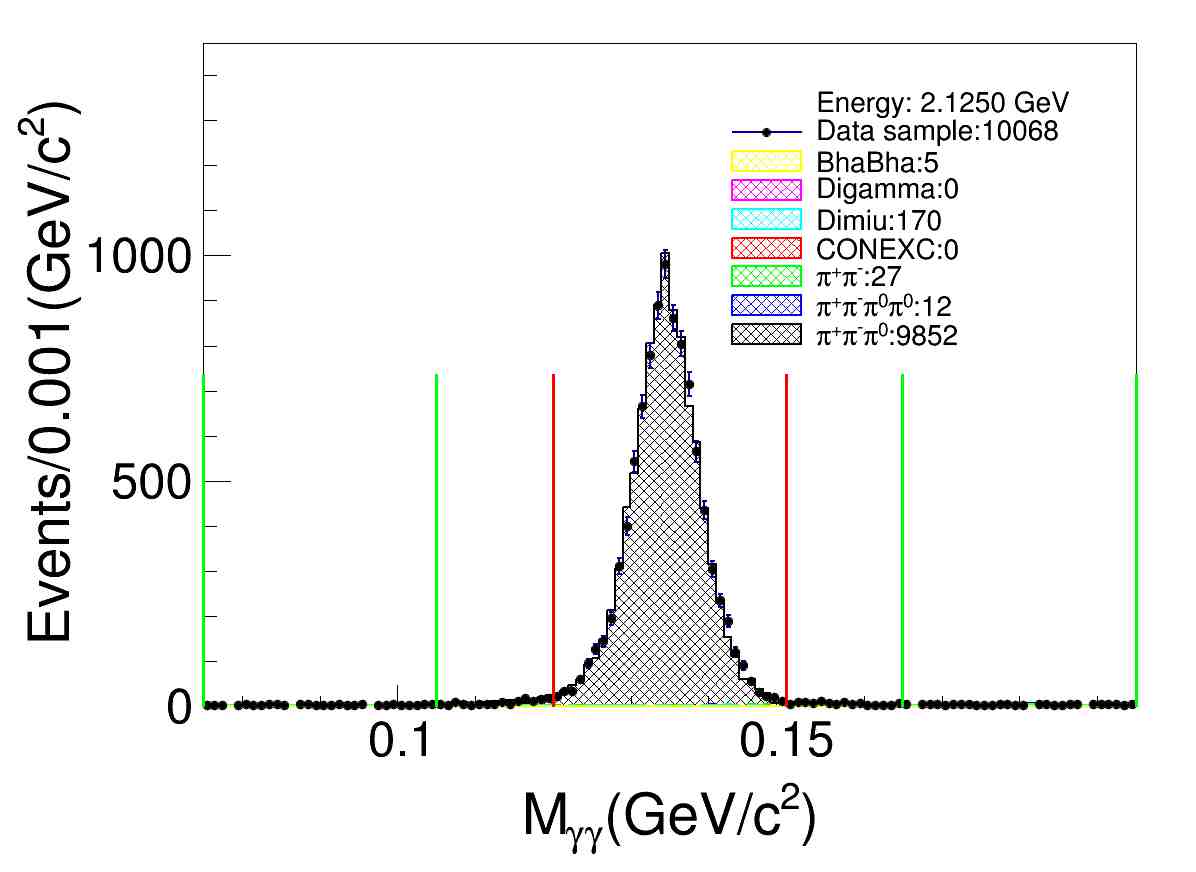 Energy: 2.1250 GeV
Data sample:10068
BhaBha:5
Digamma:0
Dimiu:170
CONEXC:0
π⁺π⁻:27
π⁺π⁻π⁰π⁰:12
π⁺π⁻π⁰:9852
Events/0.001(GeV/c²)
1000
500
0
0.1
0.15
Mγγ(GeV/c²)